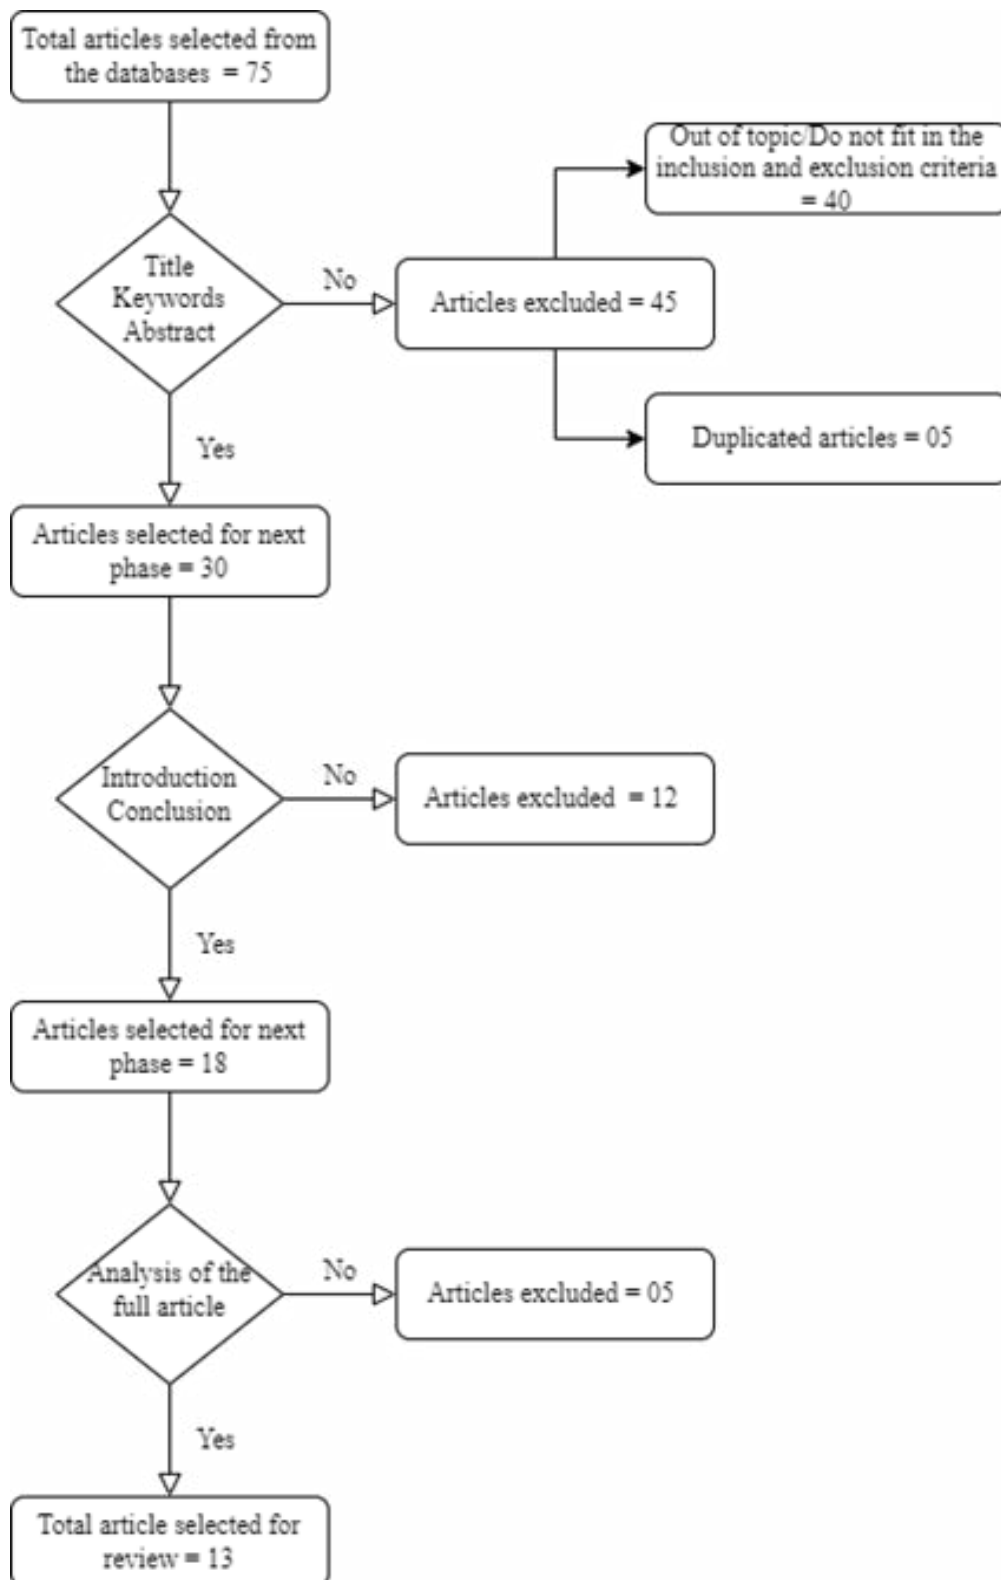 Total articles selected from
the databases = 75
Out of topic/Do not fit in the
inclusion and exclusion criteria
= 40
Title
Keywords
Abstract
No
Articles excluded = 45
Duplicated articles = 05
Yes
Articles selected for next
phase = 30
Introduction
Conclusion
No
Articles excluded = 12
Yes
Articles selected for next
phase = 18
Analysis of the
full article
No
Articles excluded = 05
Yes
Total article selected for
review = 13